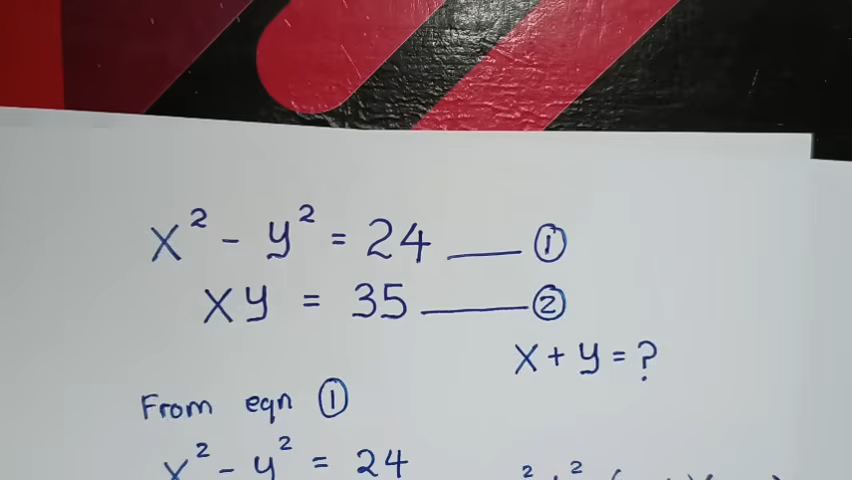 x² - y² = 24 —— ①
xy = 35 —— ②
x + y = ?
From eqn ①
x² - y² = 24